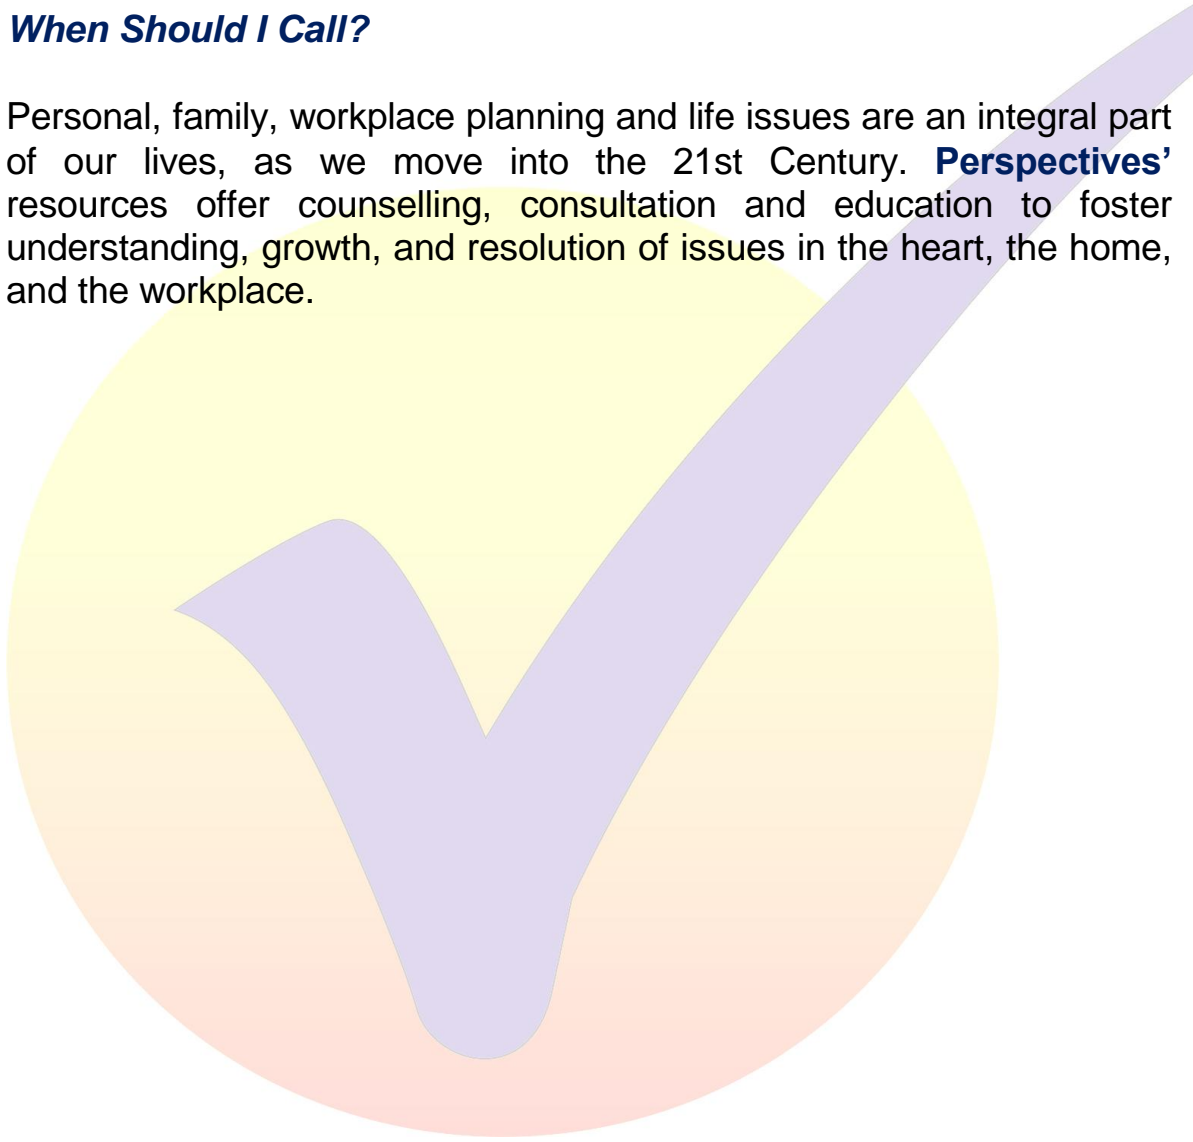 When Should I Call?
Personal, family, workplace planning and life issues are an integral part
of our lives, as we move into the 21st Century. Perspectives’
resources offer counselling, consultation and education to foster
understanding, growth, and resolution of issues in the heart, the home,
and the workplace.